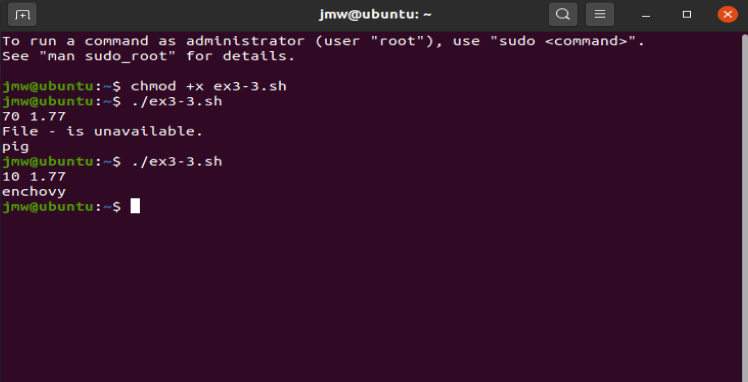 jmw@ubuntu: ~
To run a command as administrator (user "root"), use "sudo <command>".
See "man sudo_root" for details.
jmw@ubuntu:~$ chmod +x ex3-3.sh
jmw@ubuntu:~$ ./ex3-3.sh
70 1.77
File - is unavailable.
pig
jmw@ubuntu:~$ ./ex3-3.sh
10 1.77
enchovy
jmw@ubuntu:~$